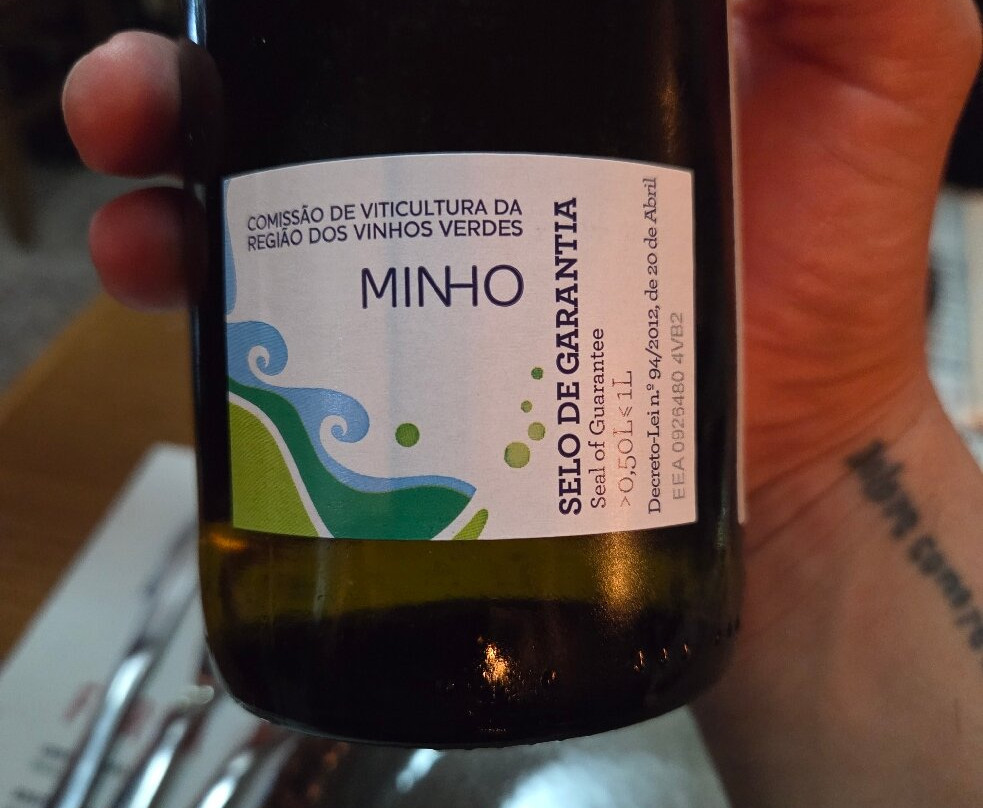 COMISSÃO DE VITICULTURA DA
REGIÃO DOS VINHOS VERDES
MINHO
SELO DE GARANTIA
Seal of Guarantee
>0,50L≤1L
Decreto-Lei n.º 94/2012, de 20 de Abril
EEA 0926480 4VB2